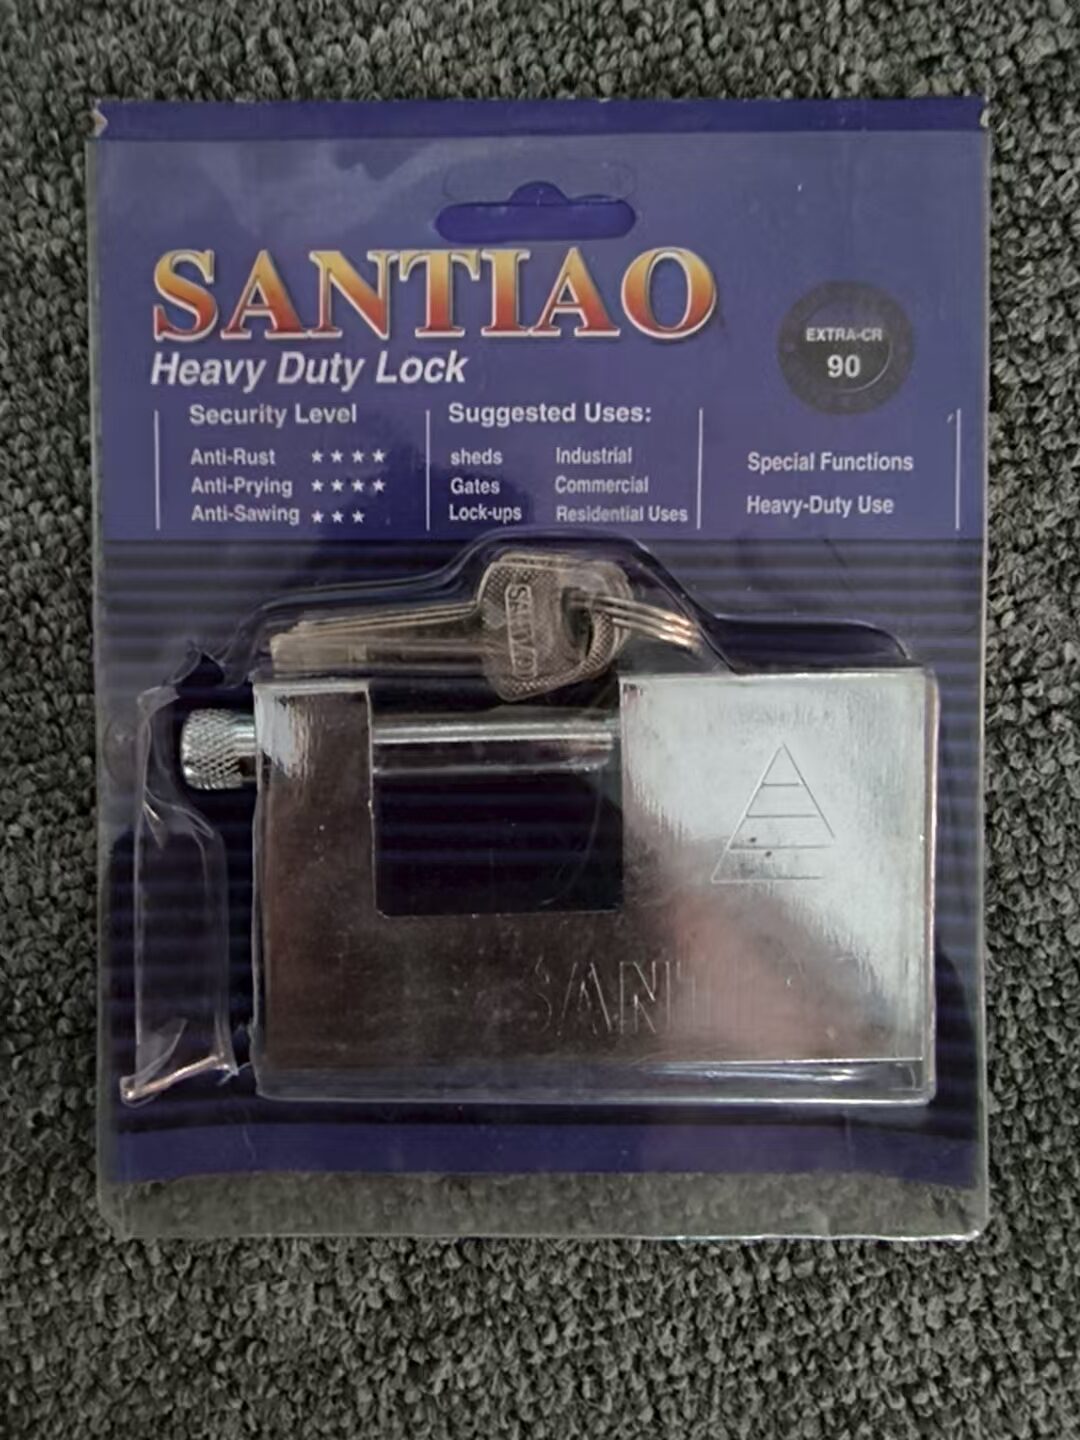 SANTIAO
Heavy Duty Lock
EXTRA-CR
90
Security Level
Anti-Rust ★★★★
Anti-Prying ★★★★
Anti-Sawing ★★★
Suggested Uses:
sheds Industrial
Gates Commercial
Lock-ups Residential Uses
Special Functions
Heavy-Duty Use